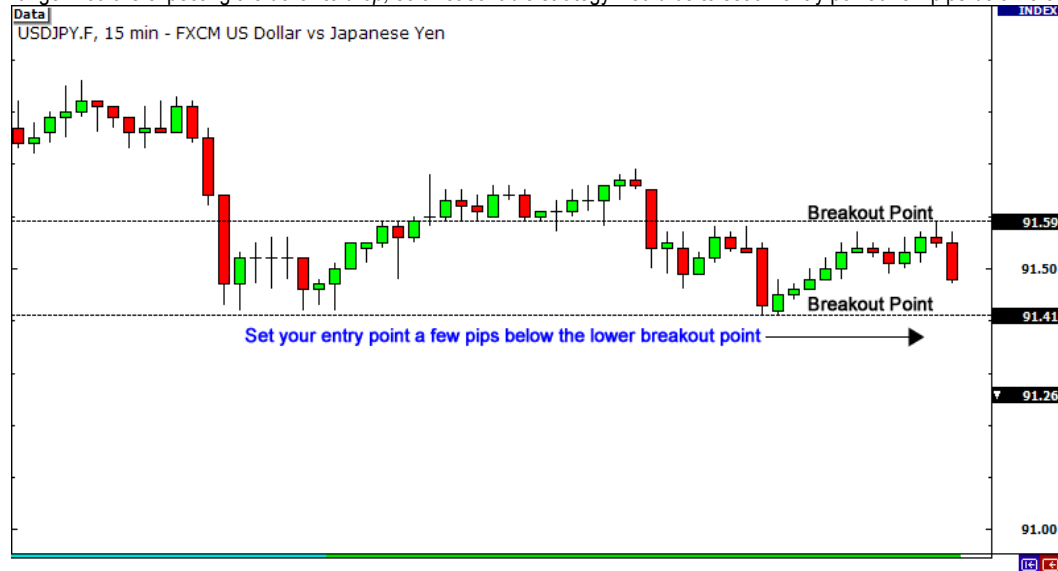 Data
INDEX
USDJPY.F, 15 min - FXCM US Dollar vs Japanese Yen
Breakout Point
91.59
91.50
Breakout Point
91.41
Set your entry point a few pips below the lower breakout point
91.26
91.00